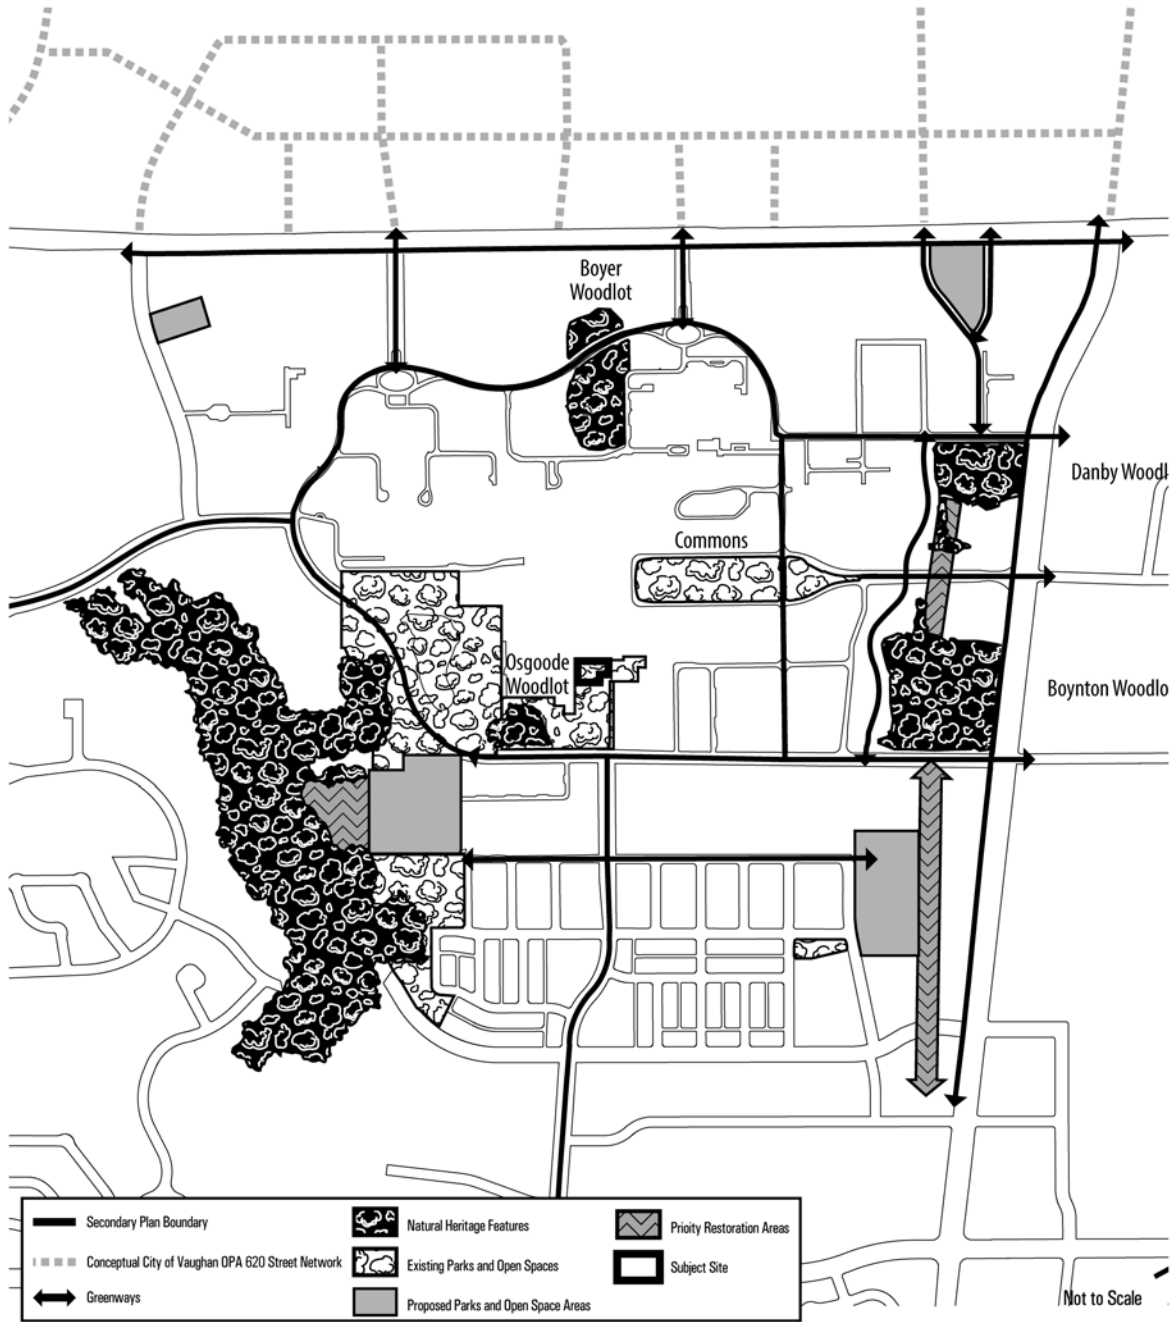 Boyer
Woodlot
Danby Woodl
Commons
Osgoode
Woodlot
Boynton Woodlo
Secondary Plan Boundary
Conceptual City of Vaughan OPA 620 Street Network
Greenways
Natural Heritage Features
Existing Parks and Open Spaces
Proposed Parks and Open Space Areas
Prioity Restoration Areas
Subject Site
Not to Scale